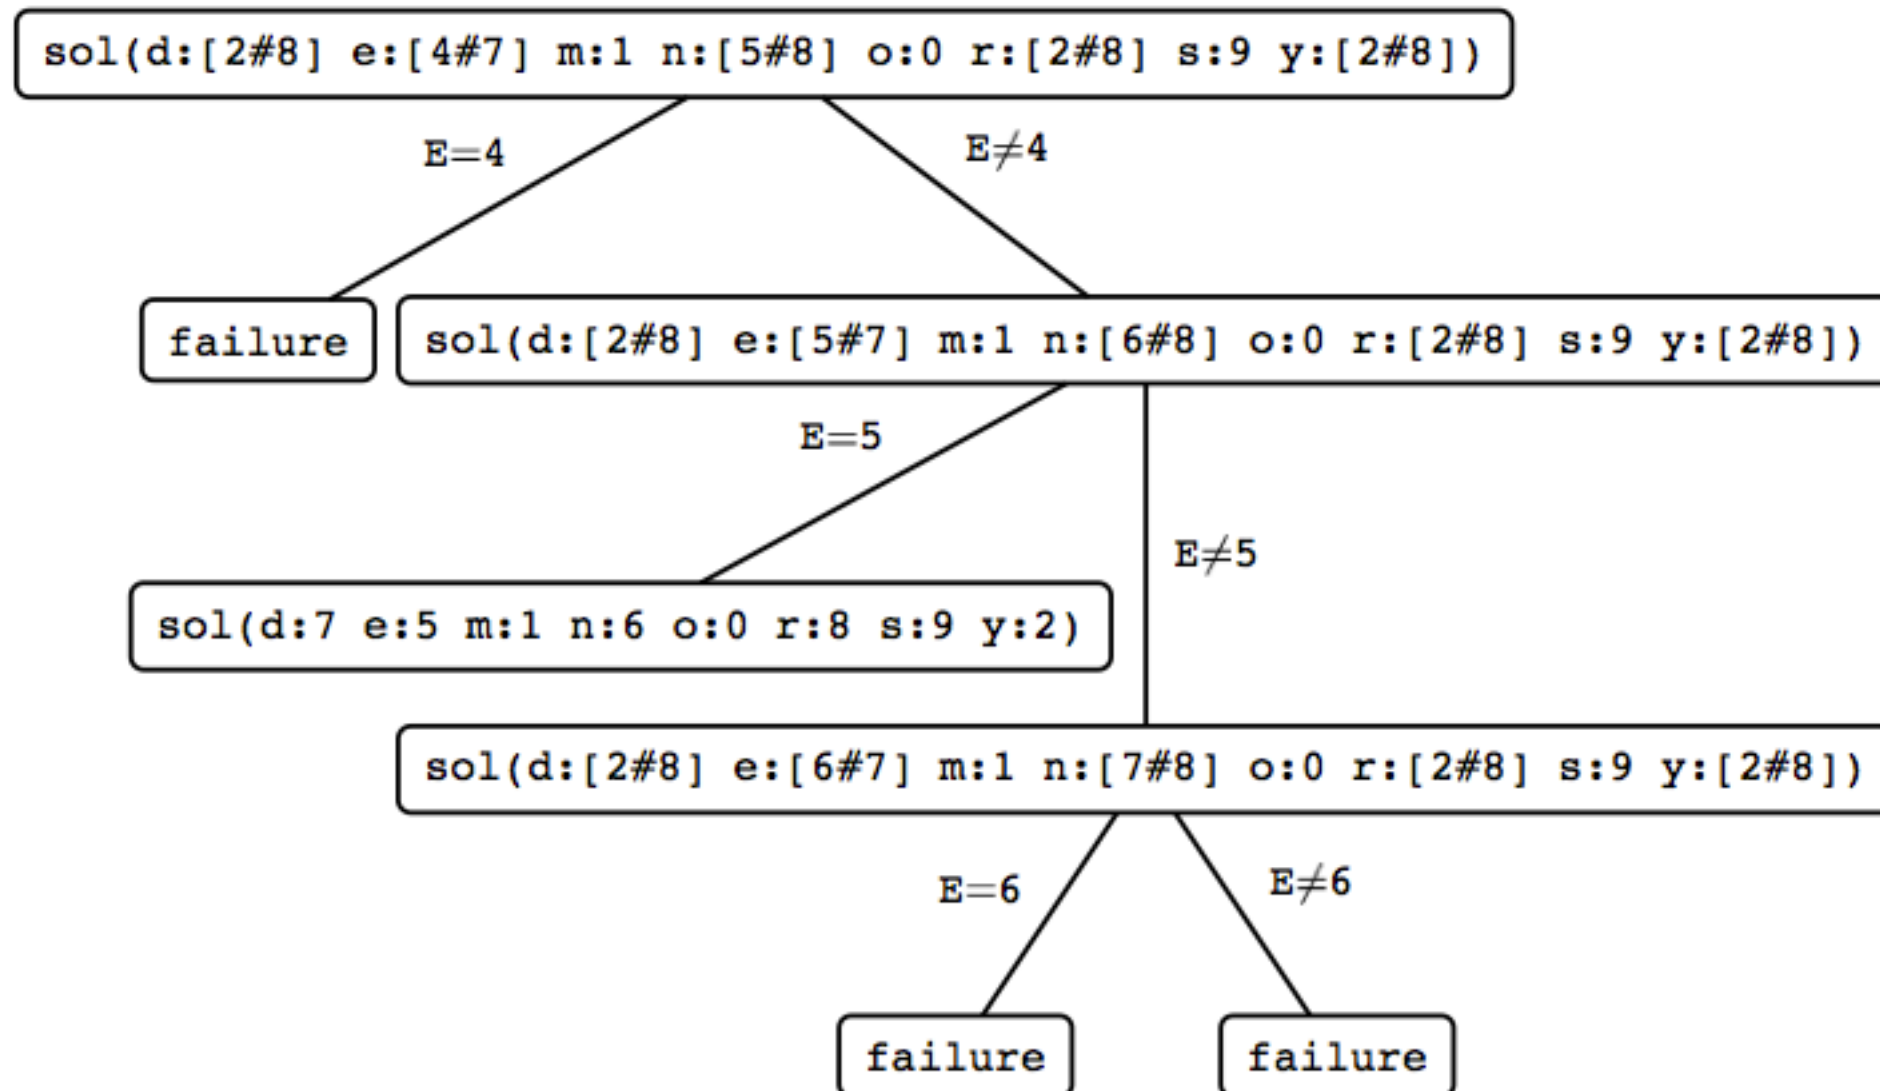 sol(d:[2#8] e:[4#7] m:1 n:[5#8] o:0 r:[2#8] s:9 y:[2#8])
E=4
E≠4
failure
sol(d:[2#8] e:[5#7] m:1 n:[6#8] o:0 r:[2#8] s:9 y:[2#8])
E=5
E≠5
sol(d:7 e:5 m:1 n:6 o:0 r:8 s:9 y:2)
sol(d:[2#8] e:[6#7] m:1 n:[7#8] o:0 r:[2#8] s:9 y:[2#8])
E=6
E≠6
failure
failure